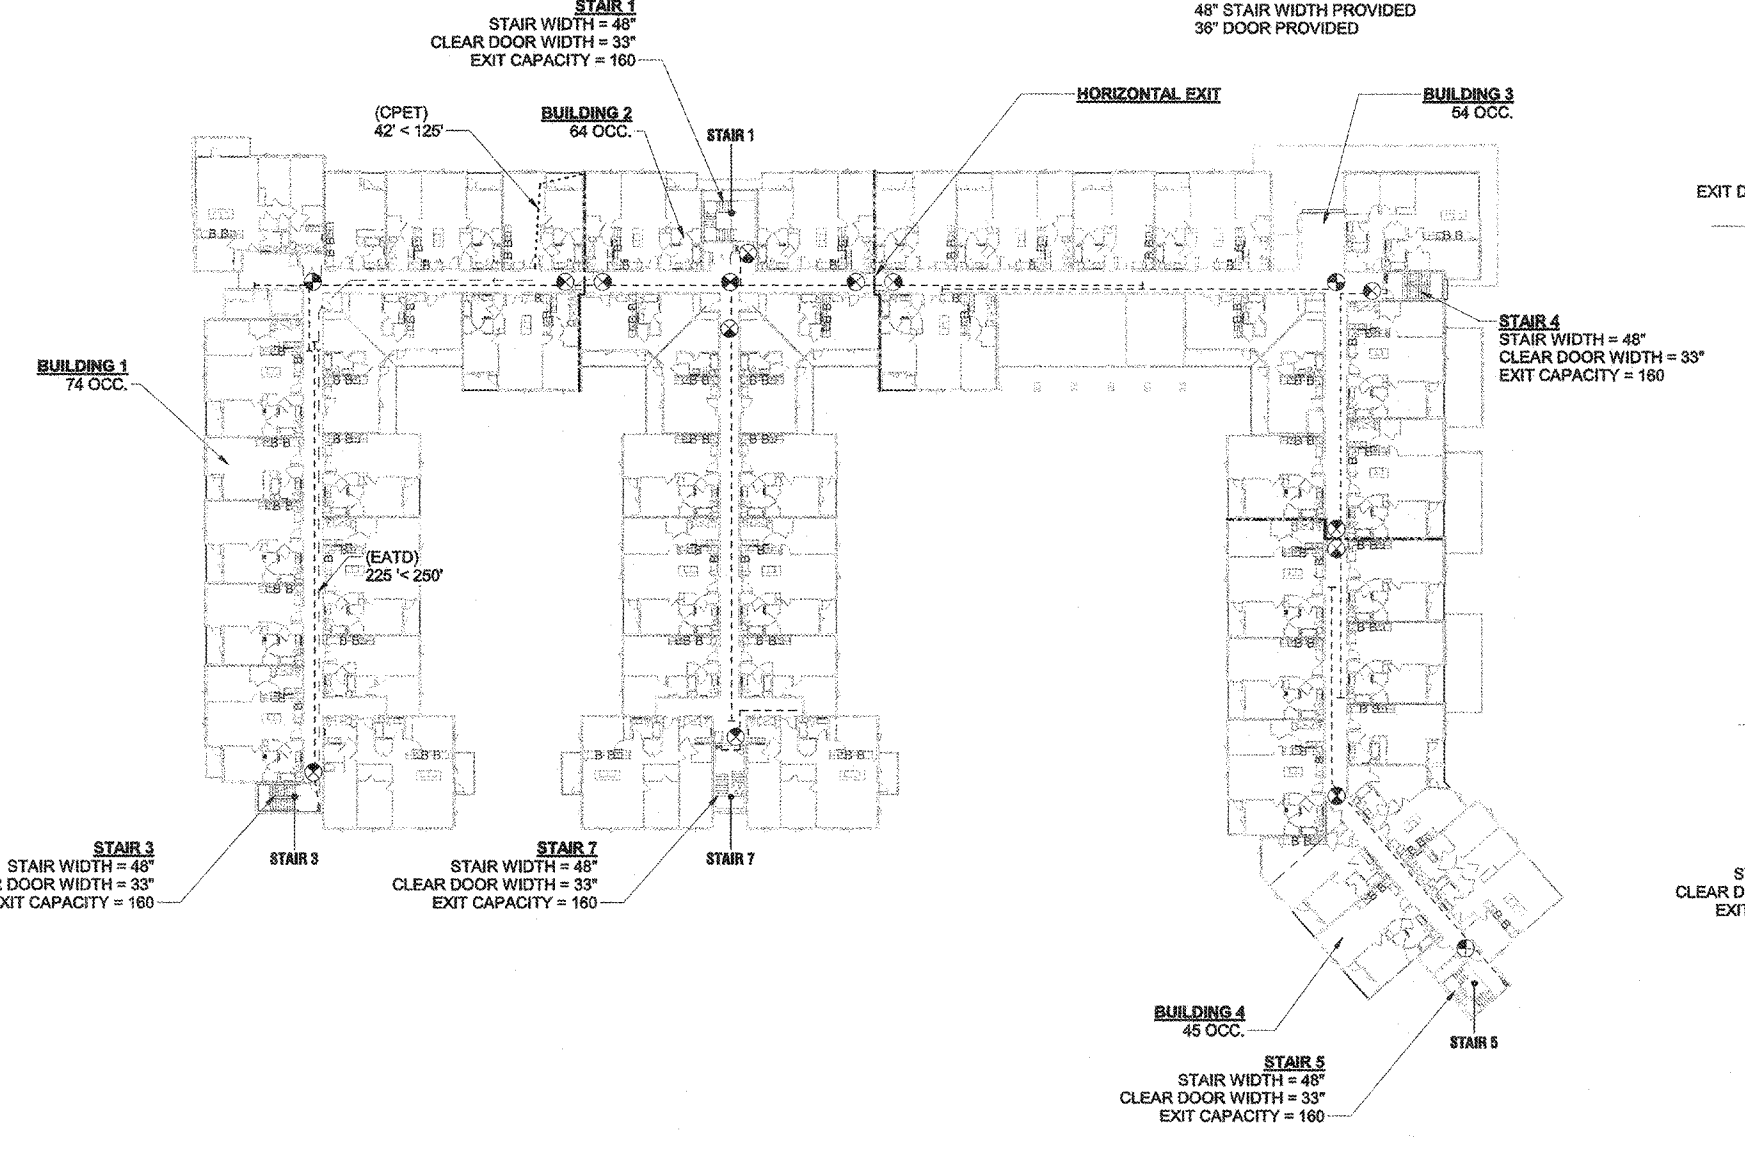 STAIR 1
STAIR WIDTH = 48"
CLEAR DOOR WIDTH = 33"
EXIT CAPACITY = 160
48" STAIR WIDTH PROVIDED
36" DOOR PROVIDED
(CPET)
42' < 125'
BUILDING 2
64 OCC.
STAIR 1
HORIZONTAL EXIT
BUILDING 3
54 OCC.
EXIT D
STAIR 4
STAIR WIDTH = 48"
CLEAR DOOR WIDTH = 33"
EXIT CAPACITY = 160
BUILDING 1
74 OCC.
(EATD)
225 '< 250'
STAIR 3
STAIR WIDTH = 48"
R DOOR WIDTH = 33"
EXIT CAPACITY = 160
STAIR 3
STAIR 7
STAIR WIDTH = 48"
CLEAR DOOR WIDTH = 33"
EXIT CAPACITY = 160
STAIR 7
S
CLEAR D
EXIT
BUILDING 4
45 OCC.
STAIR 5
STAIR 5
STAIR WIDTH = 48"
CLEAR DOOR WIDTH = 33"
EXIT CAPACITY = 160